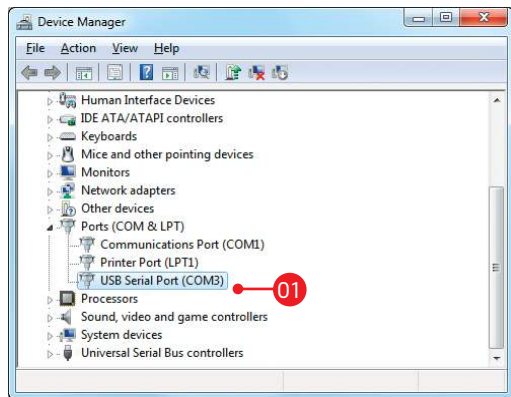 Device Manager
File Action View Help
Human Interface Devices
IDE ATA/ATAPI controllers
Keyboards
Mice and other pointing devices
Monitors
Network adapters
Other devices
Ports (COM & LPT)
Communications Port (COM1)
Printer Port (LPT1)
USB Serial Port (COM3)
01
Processors
Sound, video and game controllers
System devices
Universal Serial Bus controllers